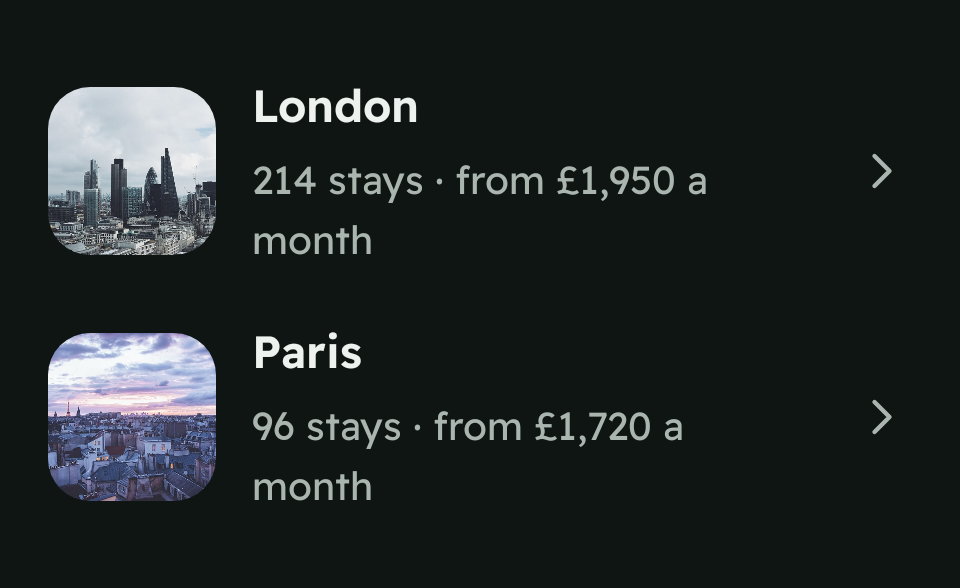 London
214 stays · from £1,950 a
month
Paris
96 stays · from £1,720 a
month